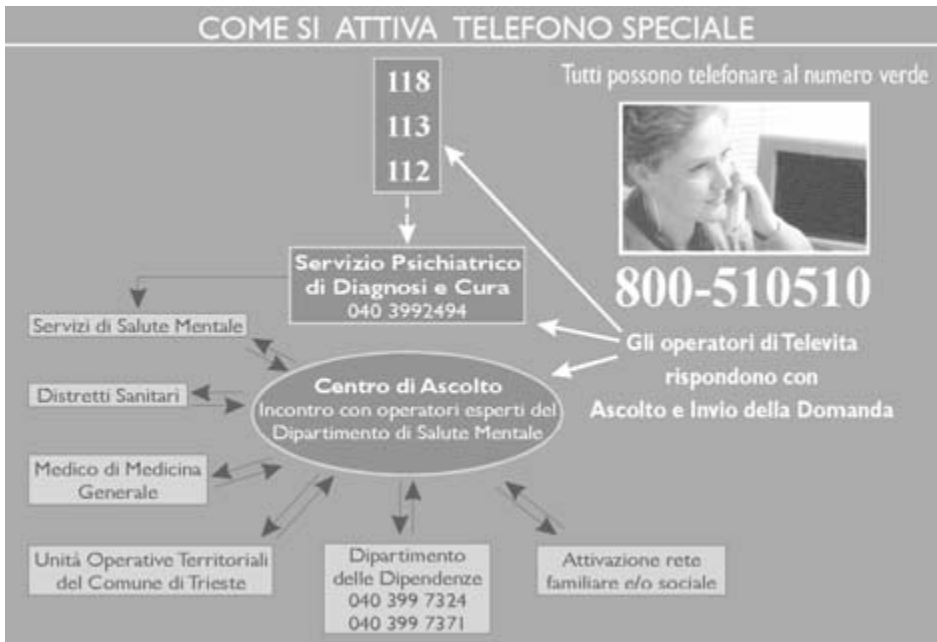 COME SI ATTIVA TELEFONO SPECIALE
118
113
112
Tutti possono telefonare al numero verde
800-510510
Gli operatori di Televita
rispondono con
Ascolto e Invio della Domanda
Servizio Psichiatrico
di Diagnosi e Cura
040 3992494
Servizi di Salute Mentale
Centro di Ascolto
Incontro con operatori esperti del
Dipartimento di Salute Mentale
Distretti Sanitari
Medico di Medicina
Generale
Unità Operative Territoriali
del Comune di Trieste
Dipartimento
delle Dipendenze
040 399 7324
040 399 7371
Attivazione rete
familiare e/o sociale